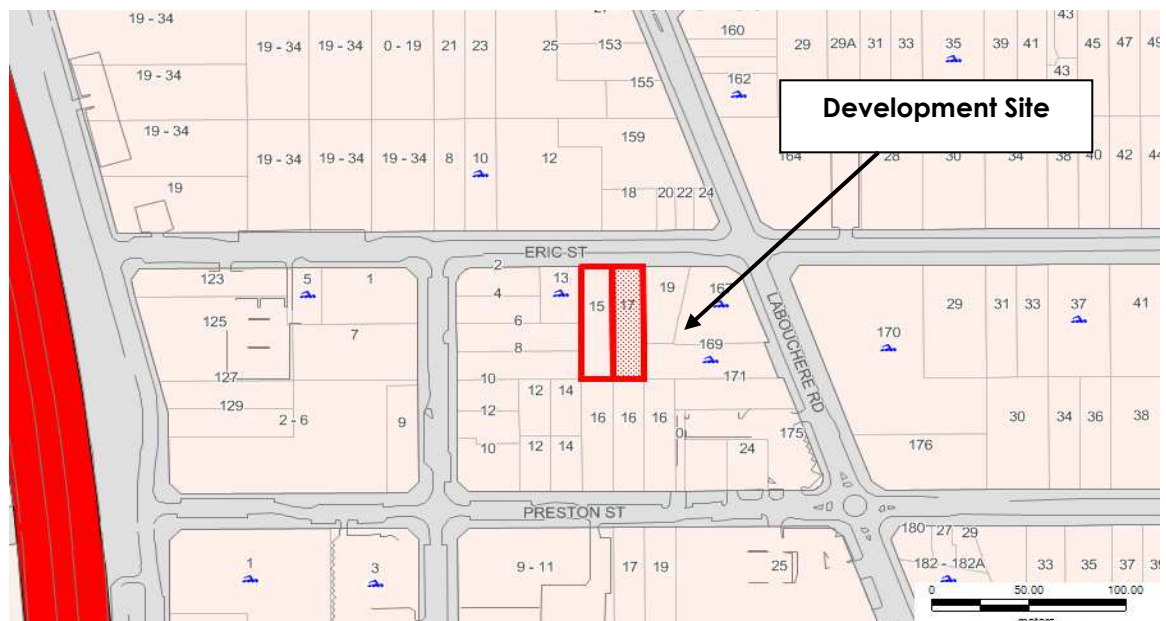 27
43
19 - 34
160
19 - 34 19 - 34 0 - 19 21 23 25 153 29 29A 31 33 35 39 41 45 47 49
43
19 - 34 155 162
Development Site
19 - 34 159
19 - 34 19 - 34 19 - 34 8 10 12 164 28 30 34 38 40 42 44
19 18 20 22 24
ERIC ST
2
123 5 1 13 15 17 19 167
4
LABOUCHERE RD
29 31 33 37 41
125 7 6 170
8 169
127 10 171
129 2 - 6 9 12 12 14 16 16 16 0 175 30 34 36 38
10 12 14 24 176
PRESTON ST
180 27 29
1 3 9 - 11 17 19 25 182 - 182A 33 35 37 39
0 50.00 100.00